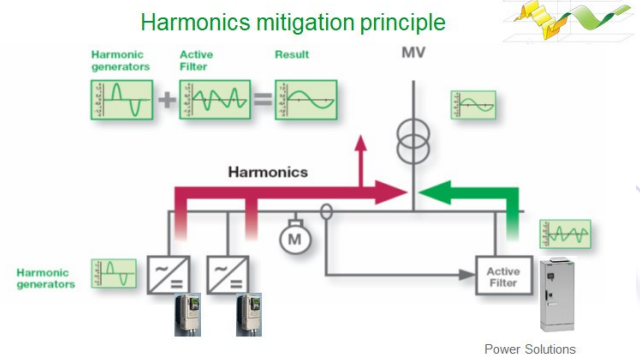 Harmonics mitigation principle
Harmonic
generators
Active
Filter
Result
MV
Harmonics
M
Harmonic
generators
Active
Filter
Power Solutions